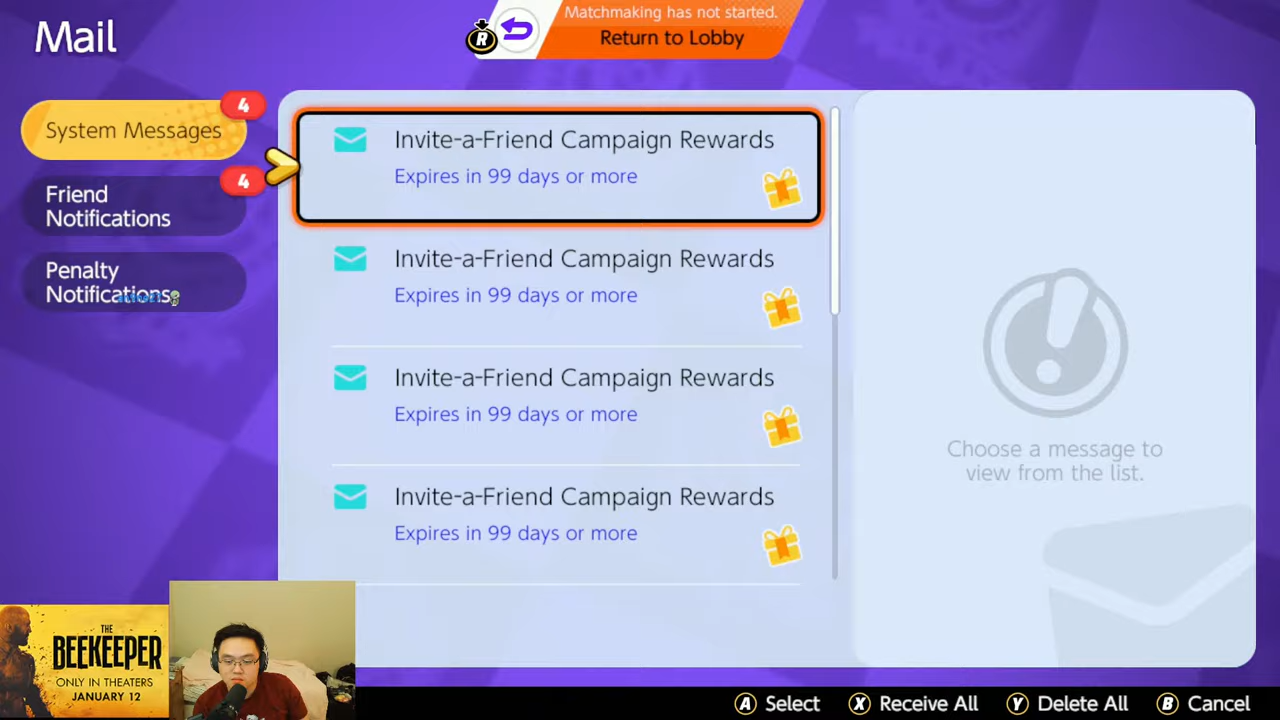 Mail
R
Matchmaking has not started.
Return to Lobby
System Messages
4
Friend
Notifications
4
Penalty
Notifications
Invite-a-Friend Campaign Rewards
Expires in 99 days or more
Invite-a-Friend Campaign Rewards
Expires in 99 days or more
Invite-a-Friend Campaign Rewards
Expires in 99 days or more
Invite-a-Friend Campaign Rewards
Expires in 99 days or more
Choose a message to
view from the list.
THE
BEEKEEPER
ONLY IN THEATERS
JANUARY 12
A Select
X Receive All
Y Delete All
B Cancel